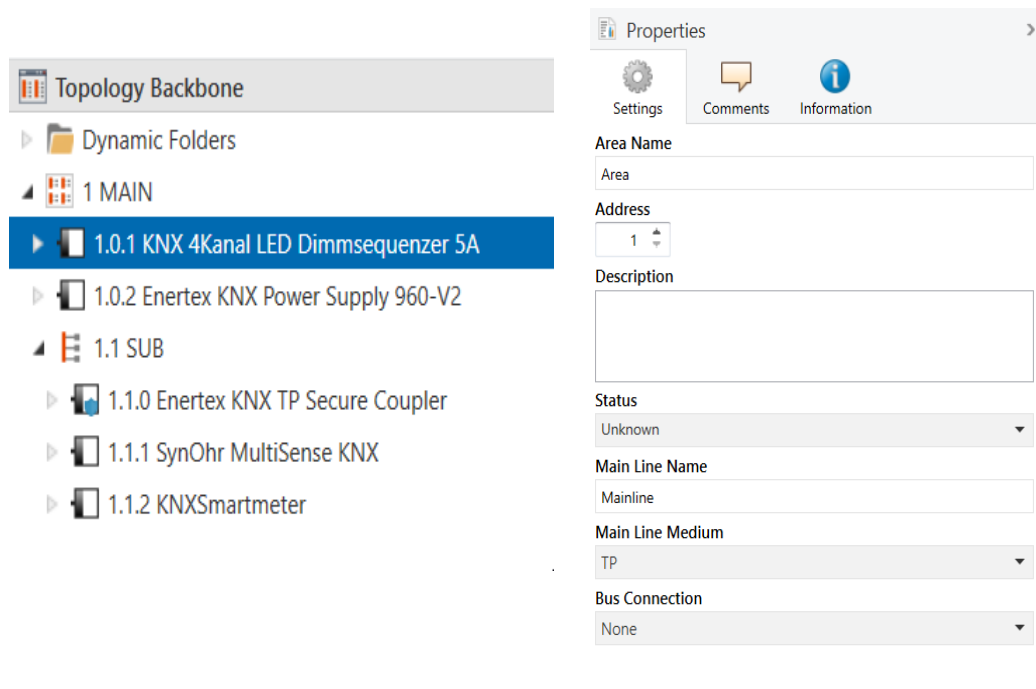 Topology Backbone
Dynamic Folders
1 MAIN
1.0.1 KNX 4Kanal LED Dimmsequenzer 5A
1.0.2 Enertex KNX Power Supply 960-V2
1.1 SUB
1.1.0 Enertex KNX TP Secure Coupler
1.1.1 SynOhr MultiSense KNX
1.1.2 KNXSmartmeter
.
Properties
Settings Comments Information
Area Name
Area
Address
1
Description
Status
Unknown
Main Line Name
Mainline
Main Line Medium
TP
Bus Connection
None